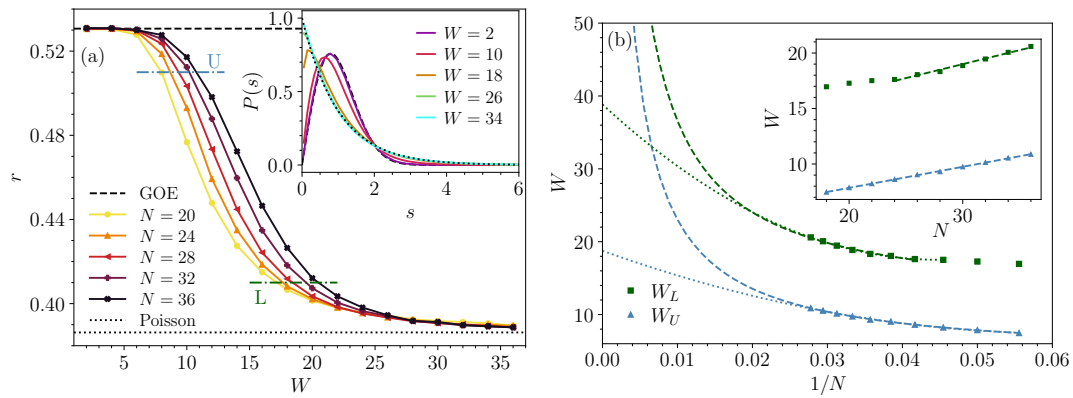 (a)
U
L
r
0.52
0.48
0.44
0.40
GOE
N = 20
N = 24
N = 28
N = 32
N = 36
Poisson
5 10 15 20 25 30 35
W
P(s)
1.0
0.5
0.0
W = 2
W = 10
W = 18
W = 26
W = 34
0 2 4 6
s
(b)
W
50
40
30
20
10
W_L
W_U
0.00 0.01 0.02 0.03 0.04 0.05 0.06
1/N
W
20
15
10
20 30
N